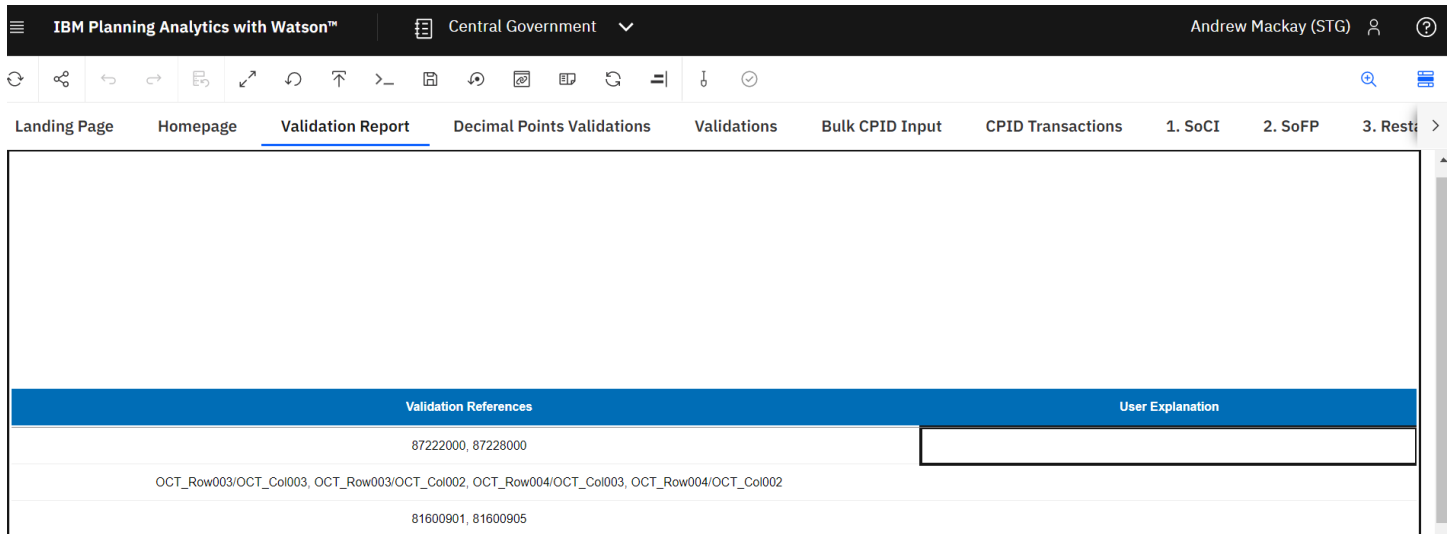 IBM Planning Analytics with Watson™ Central Government Andrew Mackay (STG)
Landing Page Homepage Validation Report Decimal Points Validations Validations Bulk CPID Input CPID Transactions 1. SoCI 2. SoFP 3. Resta
Validation References User Explanation
87222000, 87228000
OCT_Row003/OCT_Col003, OCT_Row003/OCT_Col002, OCT_Row004/OCT_Col003, OCT_Row004/OCT_Col002
81600901, 81600905